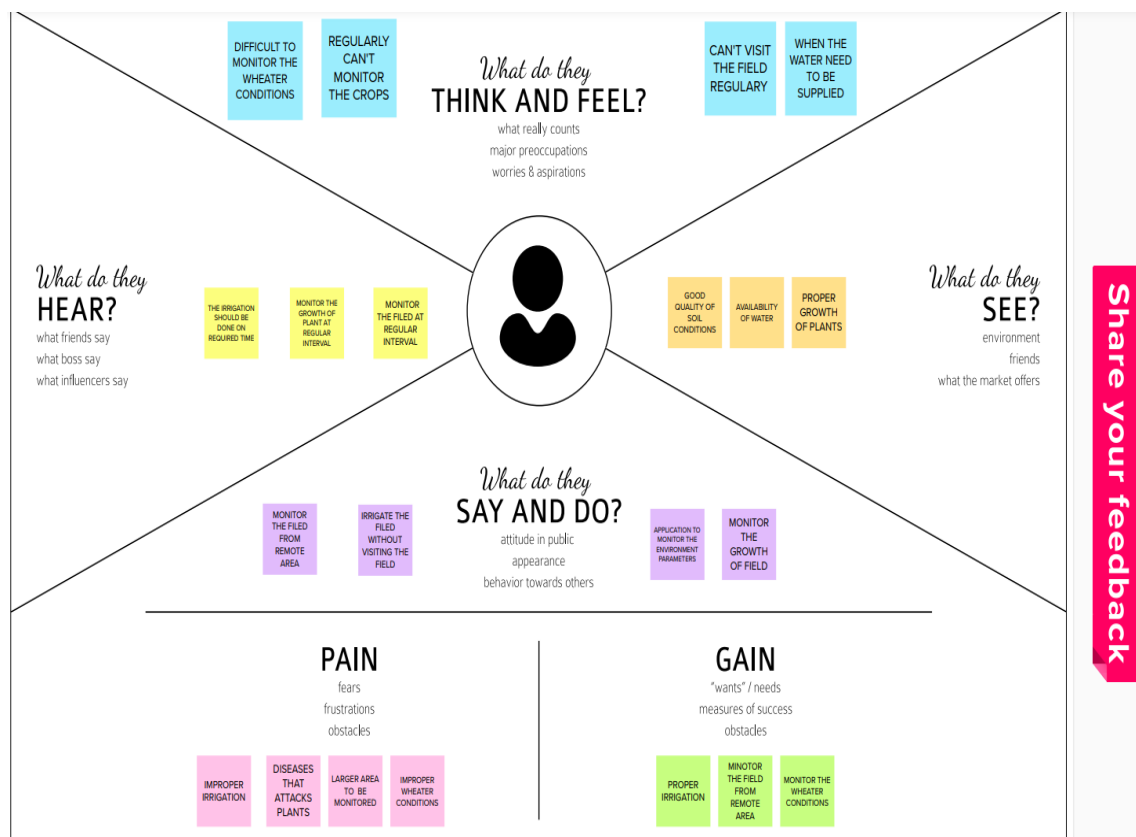 DIFFICULT TO
MONITOR THE
WHEATER
CONDITIONS
REGULARLY
CAN'T
MONITOR
THE CROPS
What do they
THINK AND FEEL?
what really counts
major preoccupations
worries & aspirations
CAN'T VISIT
THE FIELD
REGULARY
WHEN THE
WATER NEED
TO BE
SUPPLIED
What do they
HEAR?
what friends say
what boss say
what influencers say
THE IRRIGATION
SHOULD BE
DONE ON
REQUIRED TIME
MONITOR THE
GROWTH OF
PLANT AT
REGULAR
INTERVAL
MONITOR
THE FILED AT
REGULAR
INTERVAL
GOOD
QUALITY OF
SOIL
CONDITIONS
AVAILABILITY
OF WATER
PROPER
GROWTH
OF PLANTS
What do they
SEE?
environment
friends
what the market offers
What do they
SAY AND DO?
attitude in public
appearance
behavior towards others
MONITOR
THE FILED
FROM
REMOTE
AREA
IRRIGATE THE
FILED
WITHOUT
VISITING THE
FIELD
APPLICATION TO
MONITOR THE
ENVIRONMENT
PARAMETERS
MONITOR
THE
GROWTH
OF FIELD
PAIN
fears
frustrations
obstacles
IMPROPER
IRRIGATION
DISEASES
THAT
ATTACKS
PLANTS
LARGER AREA
TO BE
MONITORED
IMPROPER
WHEATER
CONDITIONS
GAIN
"wants" / needs
measures of success
obstacles
PROPER
IRRIGATION
MINOTOR
THE FIELD
FROM
REMOTE
AREA
MONITOR THE
WHEATER
CONDITIONS
Share your feedback